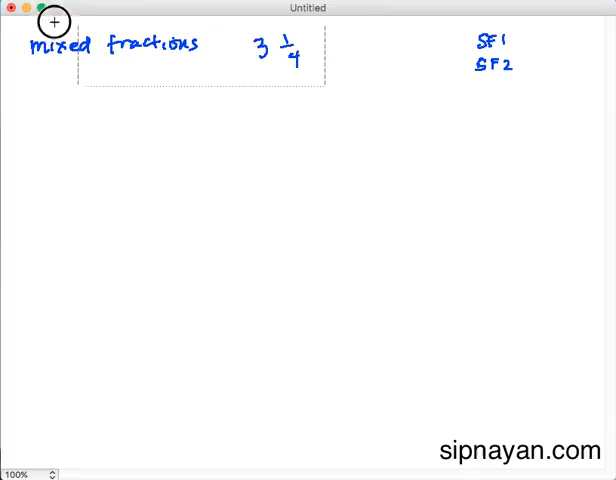 Untitled
mixed fractions 3 1/4
SF1
SF2
sipnayan.com
100%